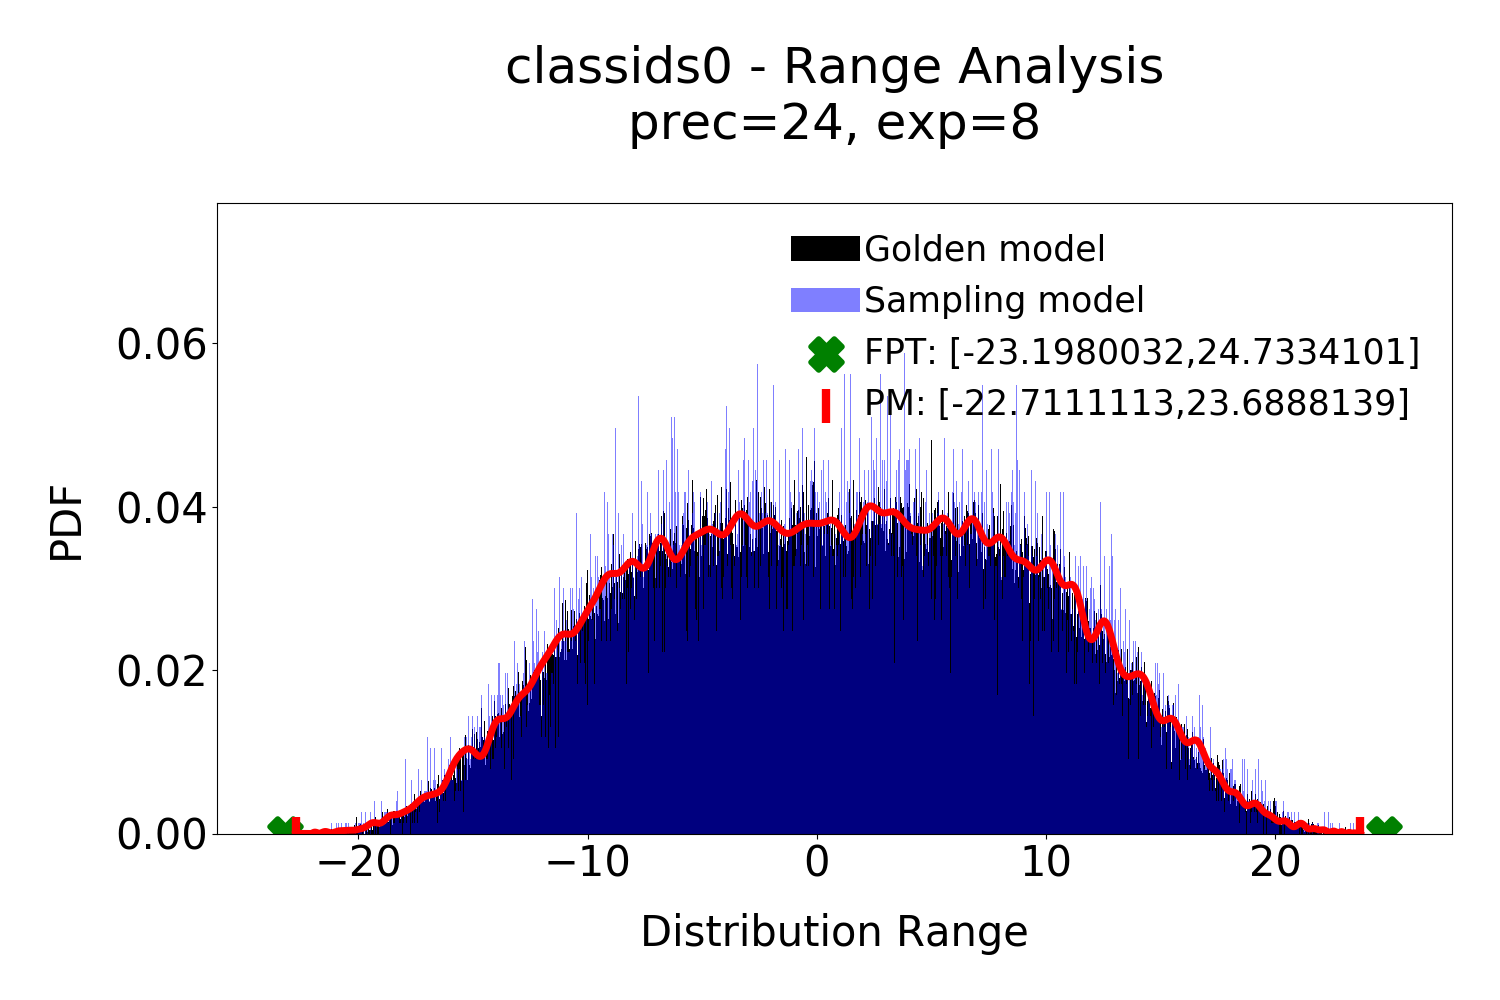 classids0 - Range Analysis
prec=24, exp=8
Golden model
Sampling model
FPT: [-23.1980032,24.7334101]
PM: [-22.7111113,23.6888139]
0.06
0.04
0.02
0.00
PDF
−20
−10
0
10
20
Distribution Range